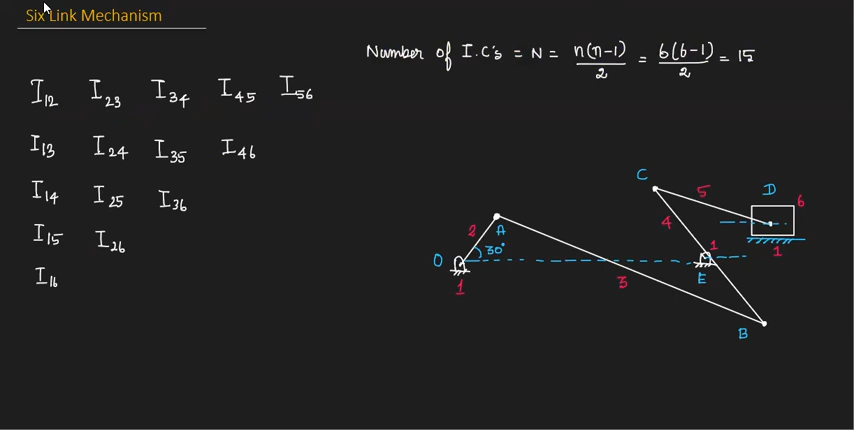 Six Link Mechanism
Number of I.C's = N = n(n-1)/2 = 6(6-1)/2 = 15
I12 I23 I34 I45 I56
I13 I24 I35 I46
I14 I25 I36
I15 I26
I16
C
5
D
6
4
2
A
30°
O
1
1
1
E
3
B